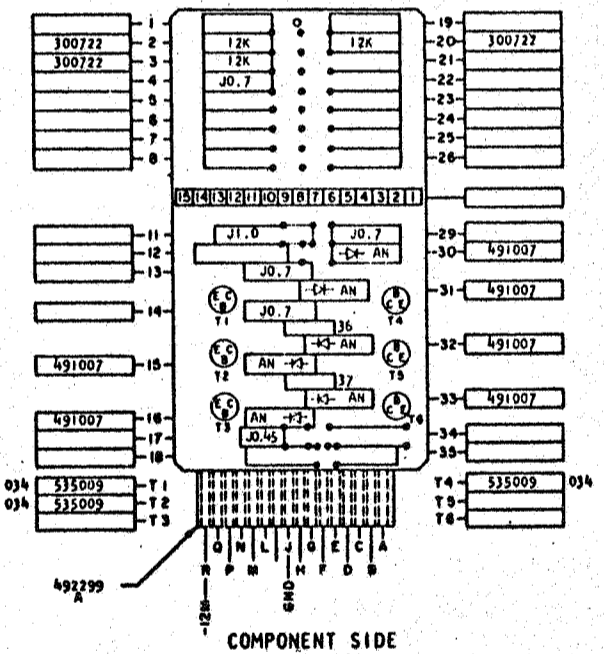 1 19
300722 2 12K 12K 20 300722
300722 3 12K 21
4 J0.7 22
5 23
6 24
7 25
8 26
15 14 13 12 11 10 9 8 7 6 5 4 3 2 1
11 J1.0 J0.7 29
12 AN 30 491007
13 J0.7
AN 31 491007
E C B T1 B C E T4
14 J0.7
36
AN 32 491007
E C B T2 B C E T5
491007 15 AN
37
AN 33 491007
E C B T3 B C E T6
491007 16 AN
17 J0.45 34
18 35
034 535009 T1 T4 535009 034
034 535009 T2 T5
T3 T6
Q N L J G E C A
R P M H F D B
492299
A
-12M GND
COMPONENT SIDE